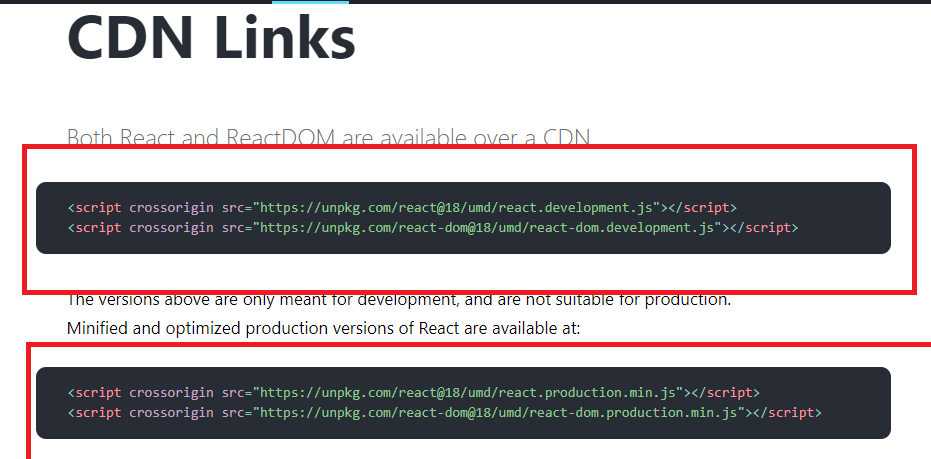 CDN Links
Both React and ReactDOM are available over a CDN
<script crossorigin src="https://unpkg.com/react@18/umd/react.development.js"></script>
<script crossorigin src="https://unpkg.com/react-dom@18/umd/react-dom.development.js"></script>
The versions above are only meant for development, and are not suitable for production.
Minified and optimized production versions of React are available at:
<script crossorigin src="https://unpkg.com/react@18/umd/react.production.min.js"></script>
<script crossorigin src="https://unpkg.com/react-dom@18/umd/react-dom.production.min.js"></script>